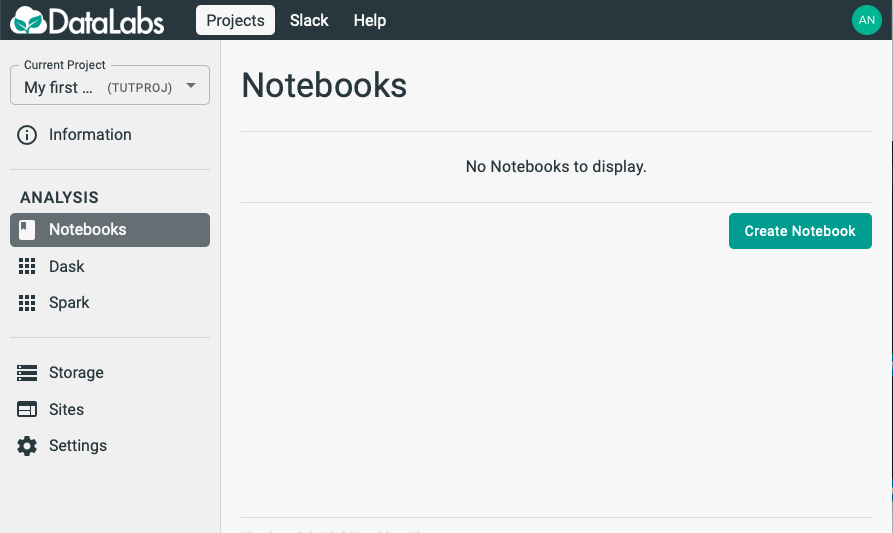 DataLabs
Projects
Slack
Help
AN
Current Project
My first ... (TUTPROJ)
Information
ANALYSIS
Notebooks
Dask
Spark
Storage
Sites
Settings
Notebooks
No Notebooks to display.
Create Notebook